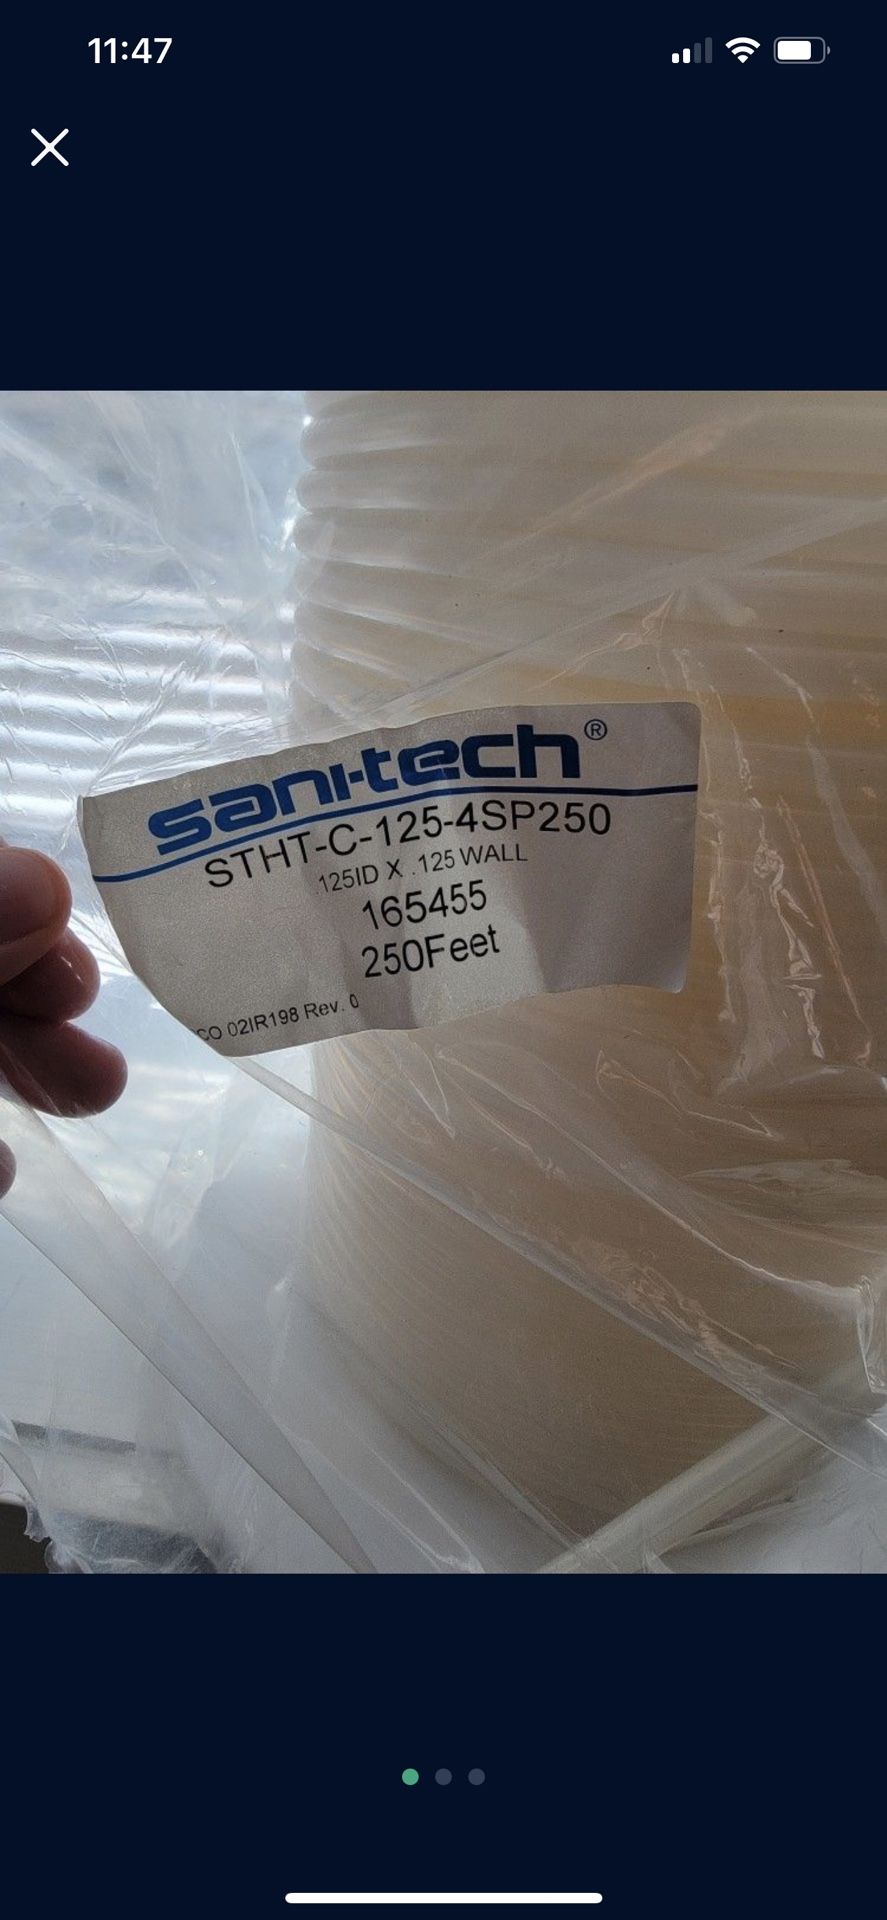 11:47
sani-tech®
STHT-C-125-4SP250
.125ID X .125 WALL
165455
250Feet
CO 02IR198 Rev. 0